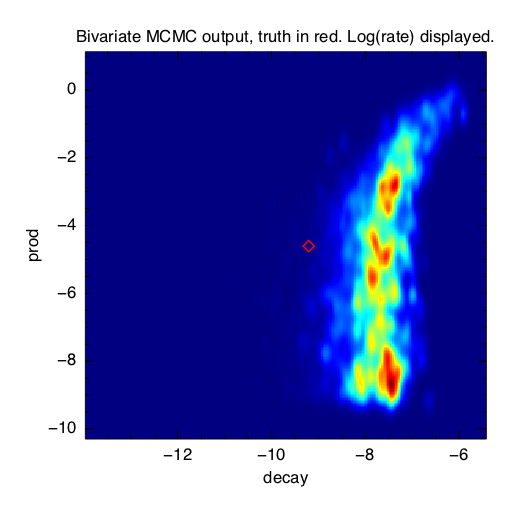 Bivariate MCMC output, truth in red. Log(rate) displayed.
0
−2
−4
−6
−8
−10
prod
−12 −10 −8 −6
decay